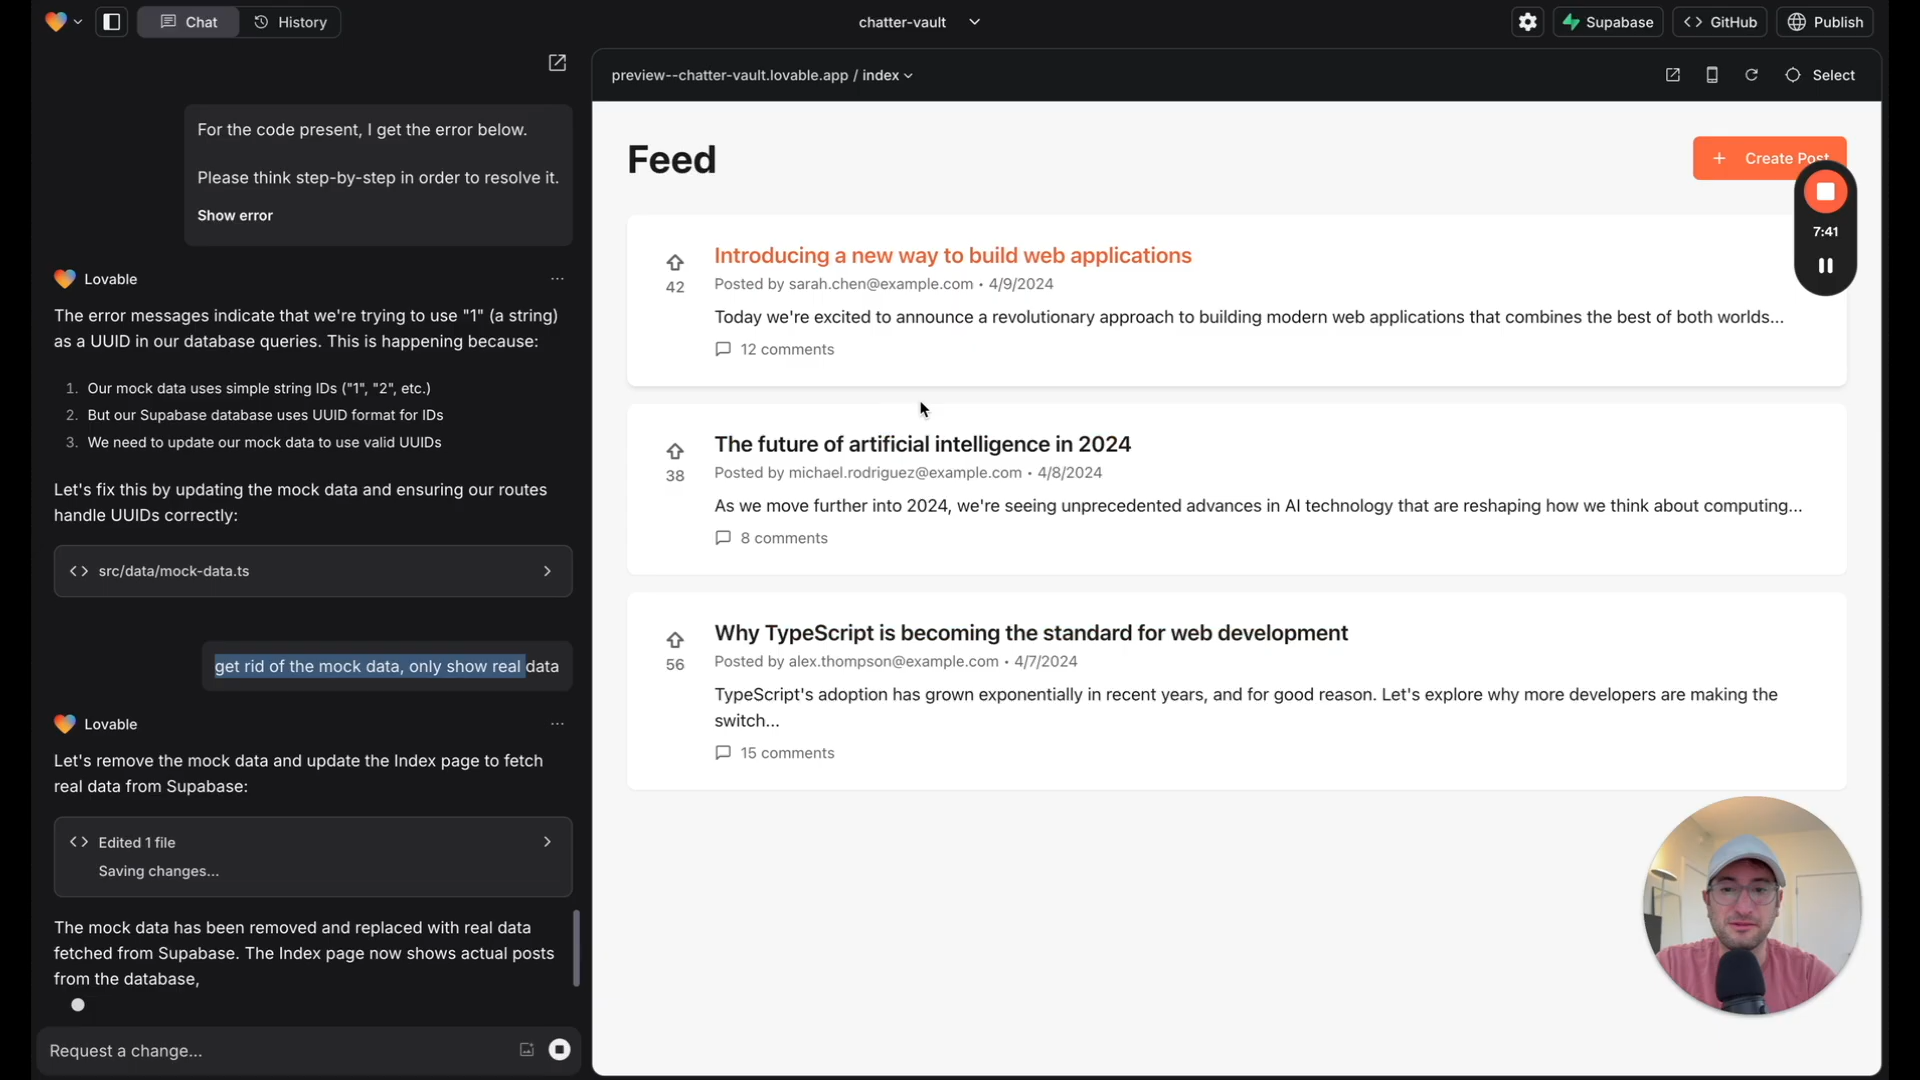 Chat
History
chatter-vault
Supabase
GitHub
Publish
For the code present, I get the error below.
Please think step-by-step in order to resolve it.
Show error
Lovable
The error messages indicate that we're trying to use "1" (a string)
as a UUID in our database queries. This is happening because:
1. Our mock data uses simple string IDs ("1", "2", etc.)
2. But our Supabase database uses UUID format for IDs
3. We need to update our mock data to use valid UUIDs
Let's fix this by updating the mock data and ensuring our routes
handle UUIDs correctly:
src/data/mock-data.ts
get rid of the mock data, only show real data
Lovable
Let's remove the mock data and update the Index page to fetch
real data from Supabase:
Edited 1 file
Saving changes...
The mock data has been removed and replaced with real data
fetched from Supabase. The Index page now shows actual posts
from the database,
Request a change...
preview--chatter-vault.lovable.app / index
Select
Feed
+ Create Post
7:41
Introducing a new way to build web applications
42
Posted by sarah.chen@example.com • 4/9/2024
Today we're excited to announce a revolutionary approach to building modern web applications that combines the best of both worlds...
12 comments
The future of artificial intelligence in 2024
38
Posted by michael.rodriguez@example.com • 4/8/2024
As we move further into 2024, we're seeing unprecedented advances in AI technology that are reshaping how we think about computing...
8 comments
Why TypeScript is becoming the standard for web development
56
Posted by alex.thompson@example.com • 4/7/2024
TypeScript's adoption has grown exponentially in recent years, and for good reason. Let's explore why more developers are making the
switch...
15 comments